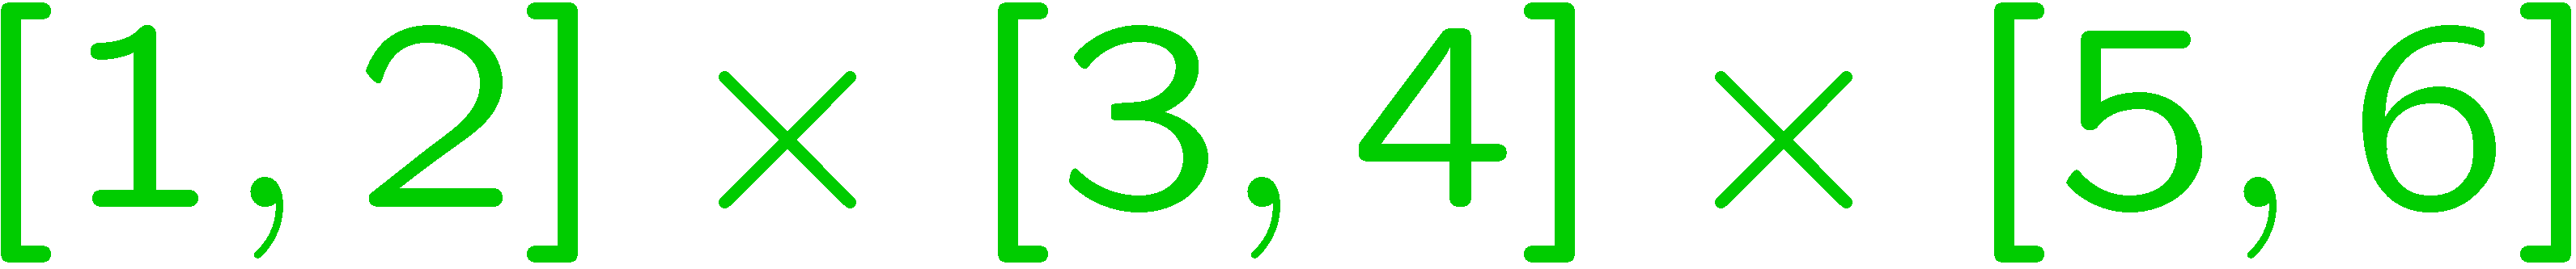 [1, 2] × [3, 4] × [5, 6]